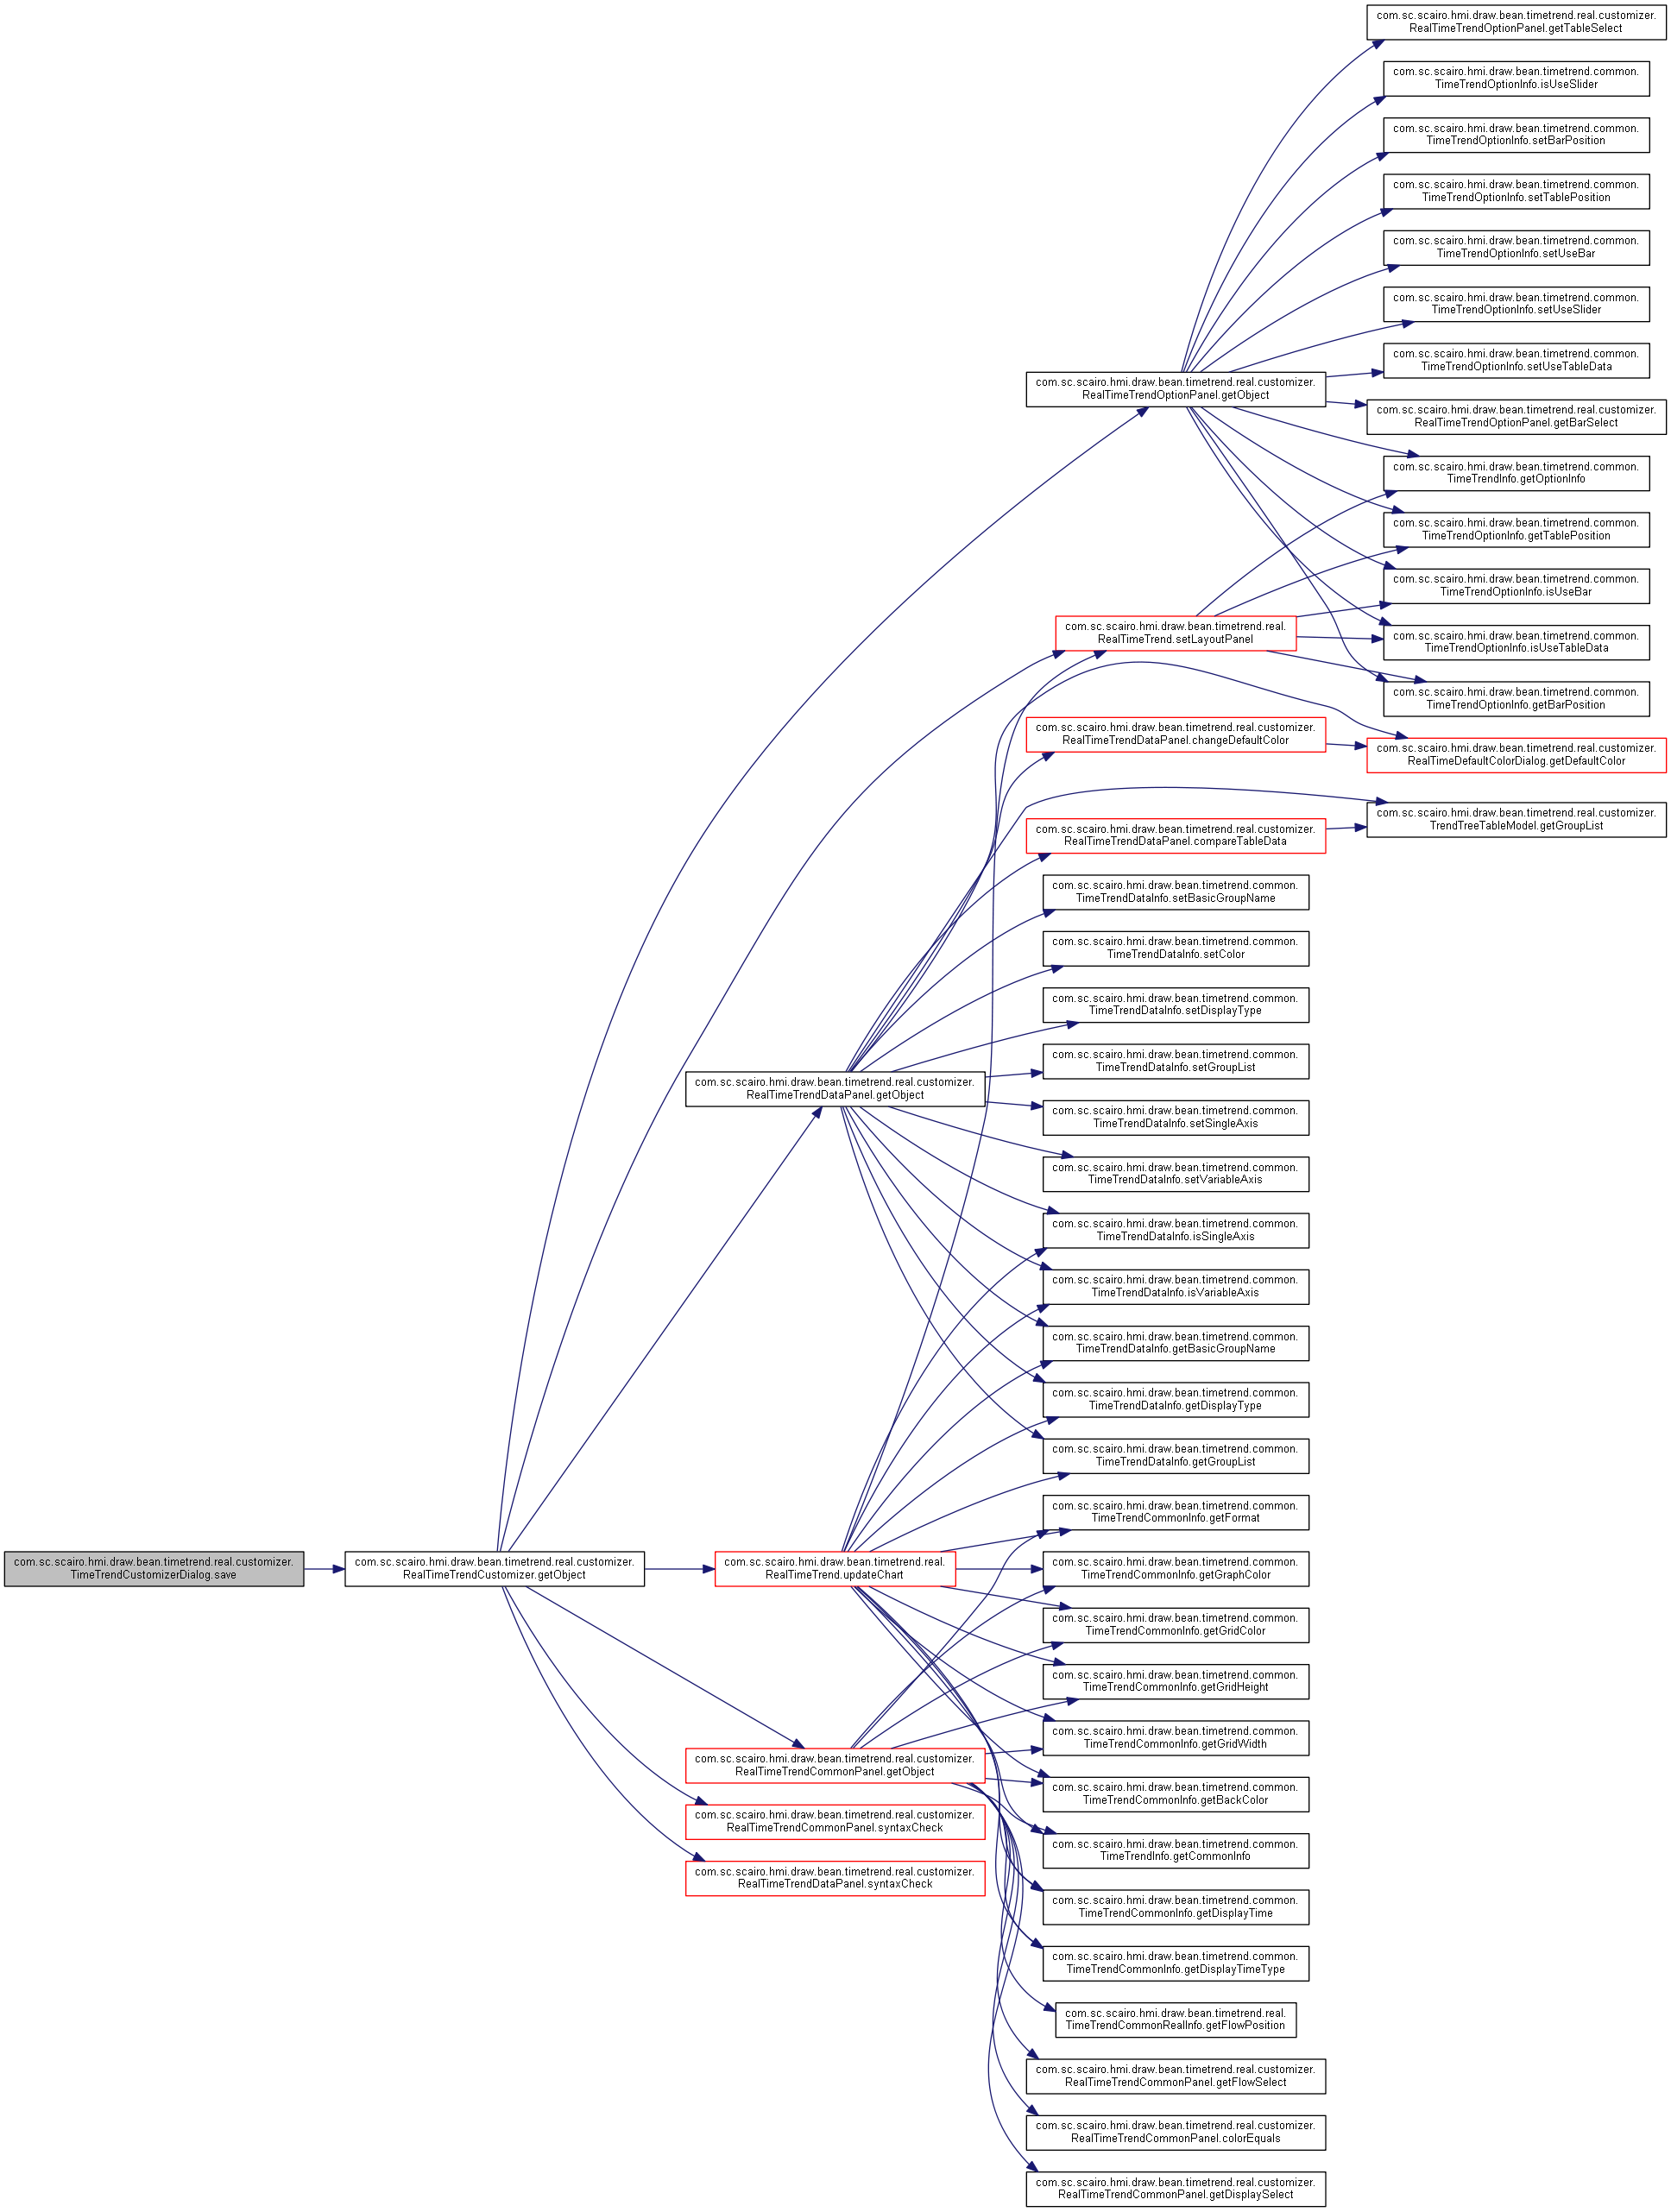 com.sc.scairo.hmi.draw.bean.timetrend.real.customizer.
RealTimeTrendOptionPanel.getTableSelect
com.sc.scairo.hmi.draw.bean.timetrend.common.
TimeTrendOptionInfo.isUseSlider
com.sc.scairo.hmi.draw.bean.timetrend.common.
TimeTrendOptionInfo.setBarPosition
com.sc.scairo.hmi.draw.bean.timetrend.common.
TimeTrendOptionInfo.setTablePosition
com.sc.scairo.hmi.draw.bean.timetrend.common.
TimeTrendOptionInfo.setUseBar
com.sc.scairo.hmi.draw.bean.timetrend.common.
TimeTrendOptionInfo.setUseSlider
com.sc.scairo.hmi.draw.bean.timetrend.common.
TimeTrendOptionInfo.setUseTableData
com.sc.scairo.hmi.draw.bean.timetrend.real.customizer.
RealTimeTrendOptionPanel.getObject
com.sc.scairo.hmi.draw.bean.timetrend.real.customizer.
RealTimeTrendOptionPanel.getBarSelect
com.sc.scairo.hmi.draw.bean.timetrend.common.
TimeTrendInfo.getOptionInfo
com.sc.scairo.hmi.draw.bean.timetrend.common.
TimeTrendOptionInfo.getTablePosition
com.sc.scairo.hmi.draw.bean.timetrend.common.
TimeTrendOptionInfo.isUseBar
com.sc.scairo.hmi.draw.bean.timetrend.real.
RealTimeTrend.setLayoutPanel
com.sc.scairo.hmi.draw.bean.timetrend.common.
TimeTrendOptionInfo.isUseTableData
com.sc.scairo.hmi.draw.bean.timetrend.common.
TimeTrendOptionInfo.getBarPosition
com.sc.scairo.hmi.draw.bean.timetrend.real.customizer.
RealTimeTrendDataPanel.changeDefaultColor
com.sc.scairo.hmi.draw.bean.timetrend.real.customizer.
RealTimeDefaultColorDialog.getDefaultColor
com.sc.scairo.hmi.draw.bean.timetrend.real.customizer.
TrendTreeTableModel.getGroupList
com.sc.scairo.hmi.draw.bean.timetrend.real.customizer.
RealTimeTrendDataPanel.compareTableData
com.sc.scairo.hmi.draw.bean.timetrend.common.
TimeTrendDataInfo.setBasicGroupName
com.sc.scairo.hmi.draw.bean.timetrend.common.
TimeTrendDataInfo.setColor
com.sc.scairo.hmi.draw.bean.timetrend.common.
TimeTrendDataInfo.setDisplayType
com.sc.scairo.hmi.draw.bean.timetrend.common.
TimeTrendDataInfo.setGroupList
com.sc.scairo.hmi.draw.bean.timetrend.real.customizer.
RealTimeTrendDataPanel.getObject
com.sc.scairo.hmi.draw.bean.timetrend.common.
TimeTrendDataInfo.setSingleAxis
com.sc.scairo.hmi.draw.bean.timetrend.common.
TimeTrendDataInfo.setVariableAxis
com.sc.scairo.hmi.draw.bean.timetrend.common.
TimeTrendDataInfo.isSingleAxis
com.sc.scairo.hmi.draw.bean.timetrend.common.
TimeTrendDataInfo.isVariableAxis
com.sc.scairo.hmi.draw.bean.timetrend.common.
TimeTrendDataInfo.getBasicGroupName
com.sc.scairo.hmi.draw.bean.timetrend.common.
TimeTrendDataInfo.getDisplayType
com.sc.scairo.hmi.draw.bean.timetrend.common.
TimeTrendDataInfo.getGroupList
com.sc.scairo.hmi.draw.bean.timetrend.common.
TimeTrendCommonInfo.getFormat
com.sc.scairo.hmi.draw.bean.timetrend.real.customizer.
TimeTrendCustomizerDialog.save
com.sc.scairo.hmi.draw.bean.timetrend.real.customizer.
RealTimeTrendCustomizer.getObject
com.sc.scairo.hmi.draw.bean.timetrend.real.
RealTimeTrend.updateChart
com.sc.scairo.hmi.draw.bean.timetrend.common.
TimeTrendCommonInfo.getGraphColor
com.sc.scairo.hmi.draw.bean.timetrend.common.
TimeTrendCommonInfo.getGridColor
com.sc.scairo.hmi.draw.bean.timetrend.common.
TimeTrendCommonInfo.getGridHeight
com.sc.scairo.hmi.draw.bean.timetrend.common.
TimeTrendCommonInfo.getGridWidth
com.sc.scairo.hmi.draw.bean.timetrend.real.customizer.
RealTimeTrendCommonPanel.getObject
com.sc.scairo.hmi.draw.bean.timetrend.common.
TimeTrendCommonInfo.getBackColor
com.sc.scairo.hmi.draw.bean.timetrend.real.customizer.
RealTimeTrendCommonPanel.syntaxCheck
com.sc.scairo.hmi.draw.bean.timetrend.common.
TimeTrendInfo.getCommonInfo
com.sc.scairo.hmi.draw.bean.timetrend.real.customizer.
RealTimeTrendDataPanel.syntaxCheck
com.sc.scairo.hmi.draw.bean.timetrend.common.
TimeTrendCommonInfo.getDisplayTime
com.sc.scairo.hmi.draw.bean.timetrend.common.
TimeTrendCommonInfo.getDisplayTimeType
com.sc.scairo.hmi.draw.bean.timetrend.real.
TimeTrendCommonRealInfo.getFlowPosition
com.sc.scairo.hmi.draw.bean.timetrend.real.customizer.
RealTimeTrendCommonPanel.getFlowSelect
com.sc.scairo.hmi.draw.bean.timetrend.real.customizer.
RealTimeTrendCommonPanel.colorEquals
com.sc.scairo.hmi.draw.bean.timetrend.real.customizer.
RealTimeTrendCommonPanel.getDisplaySelect